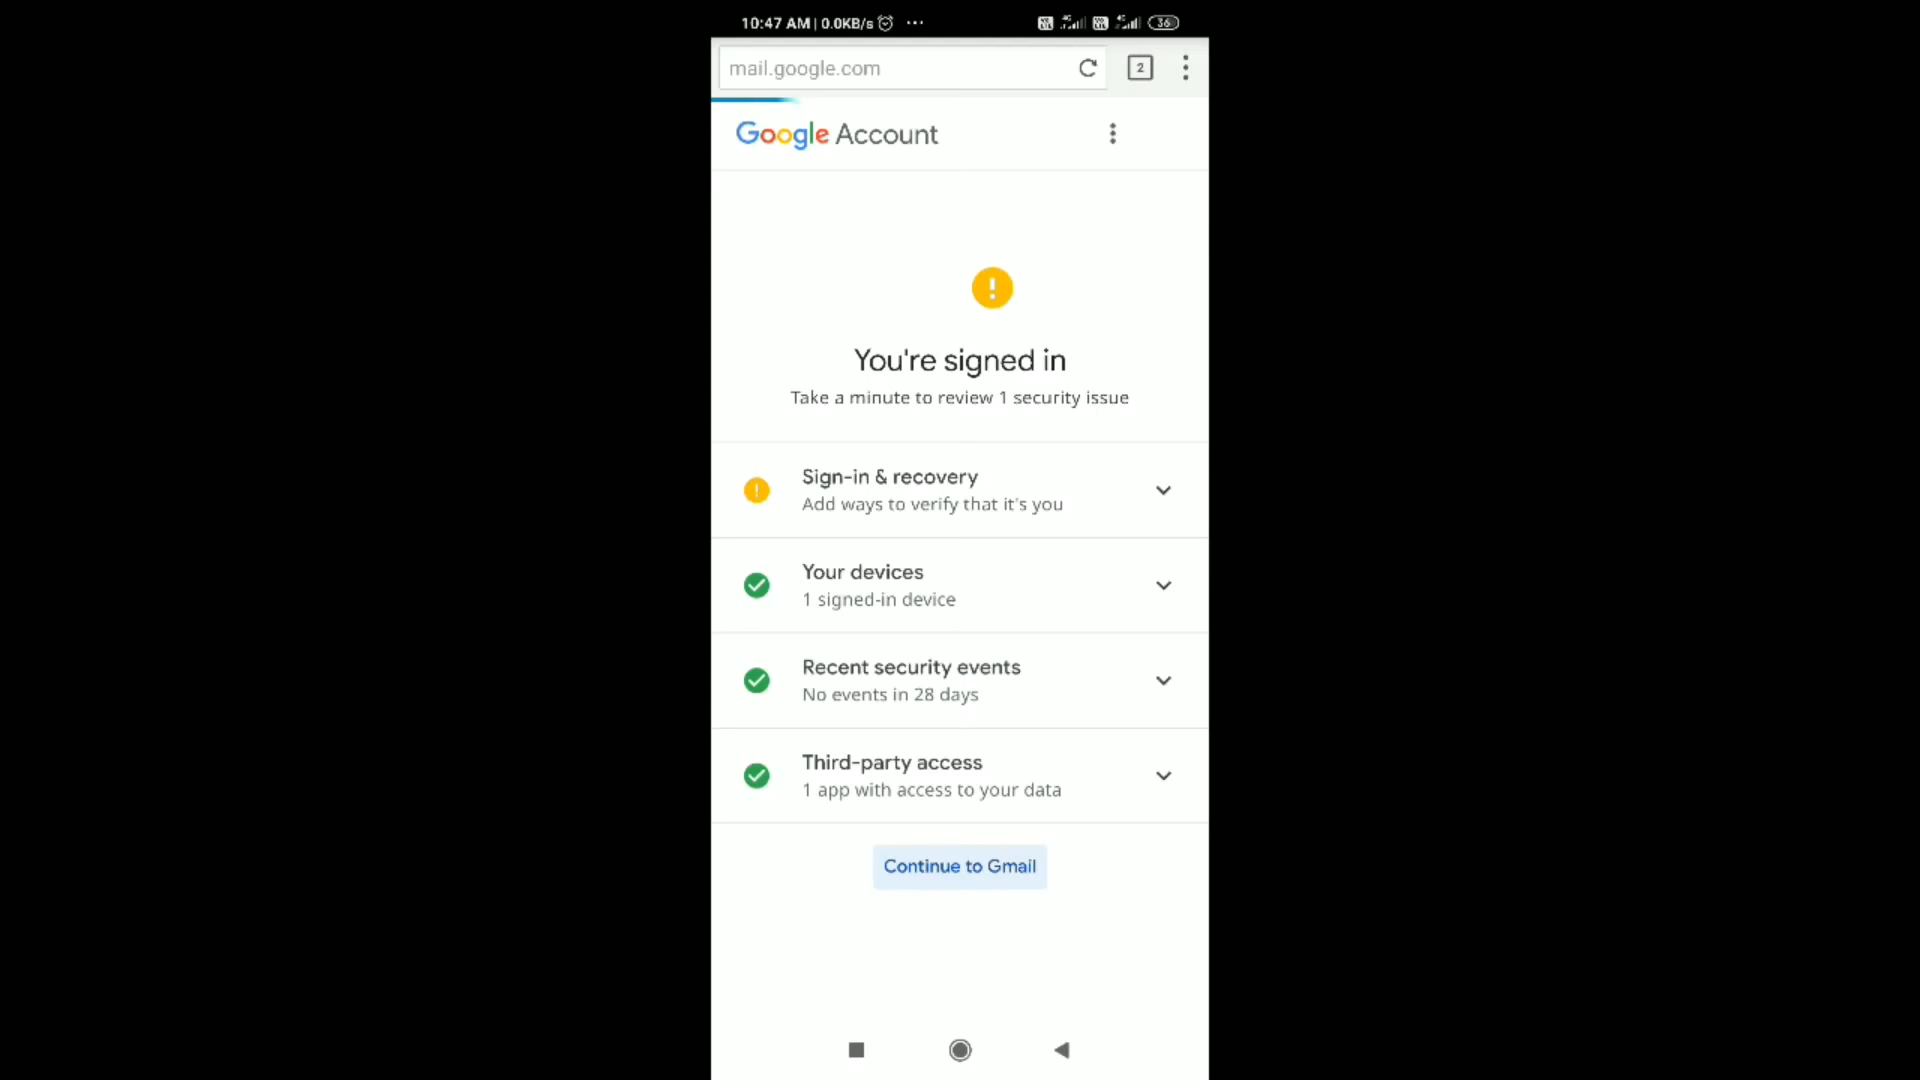 10:47 AM | 0.0KB/s ... 36
mail.google.com 2
Google Account
You're signed in
Take a minute to review 1 security issue
Sign-in & recovery
Add ways to verify that it's you
Your devices
1 signed-in device
Recent security events
No events in 28 days
Third-party access
1 app with access to your data
Continue to Gmail